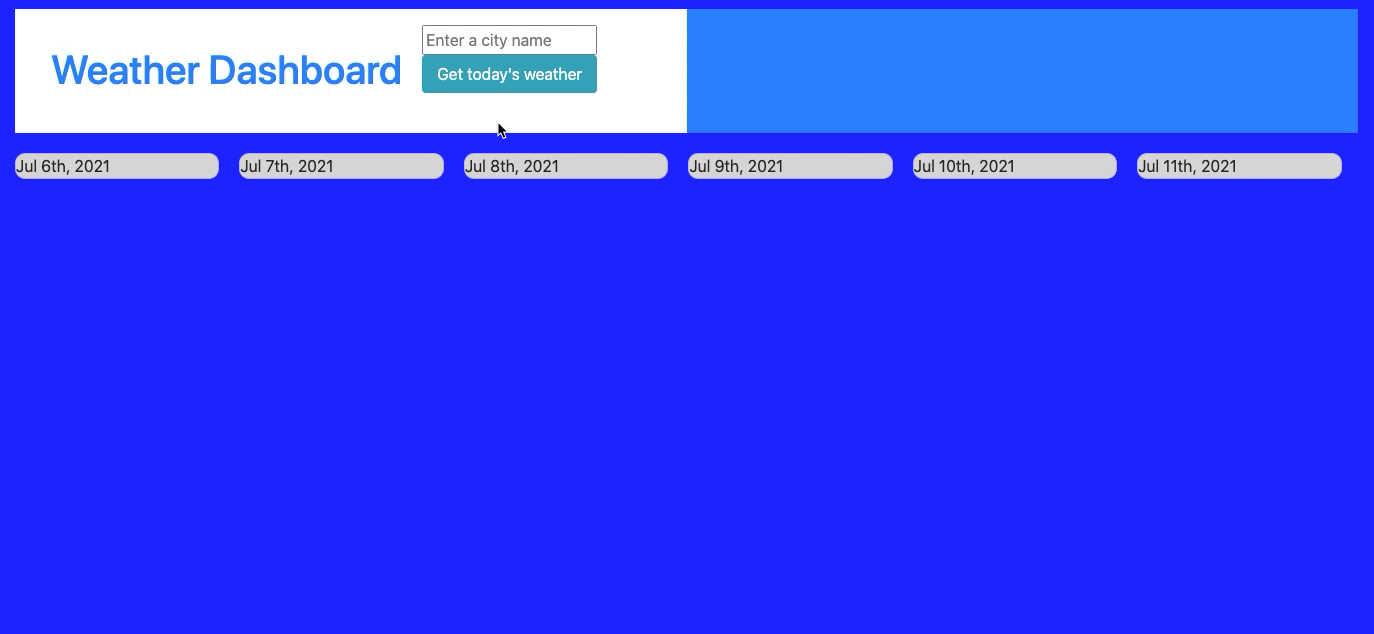 Weather Dashboard
Enter a city name
Get today's weather
Jul 6th, 2021
Jul 7th, 2021
Jul 8th, 2021
Jul 9th, 2021
Jul 10th, 2021
Jul 11th, 2021